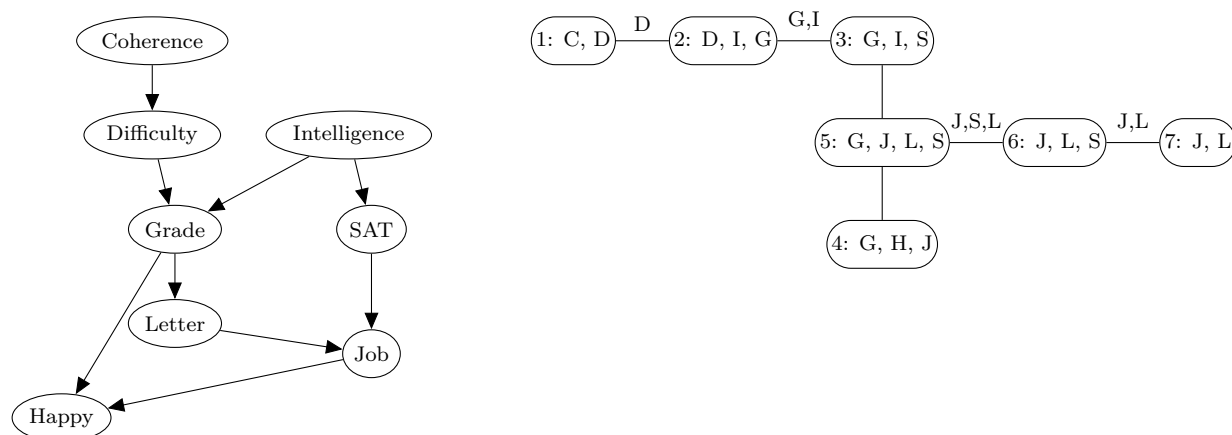 Coherence
Difficulty
Intelligence
Grade
SAT
Letter
Job
Happy
1: C, D
D
2: D, I, G
G,I
3: G, I, S
5: G, J, L, S
J,S,L
6: J, L, S
J,L
7: J, L
4: G, H, J